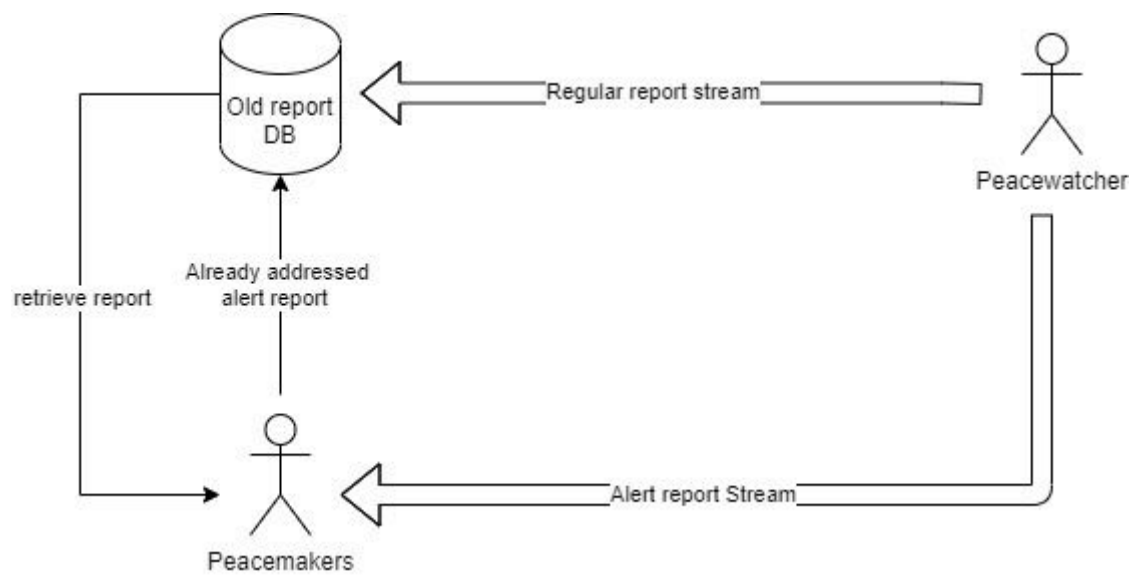 Old report
DB
Regular report stream
Peacewatcher
Already addressed
alert report
retrieve report
Alert report Stream
Peacemakers